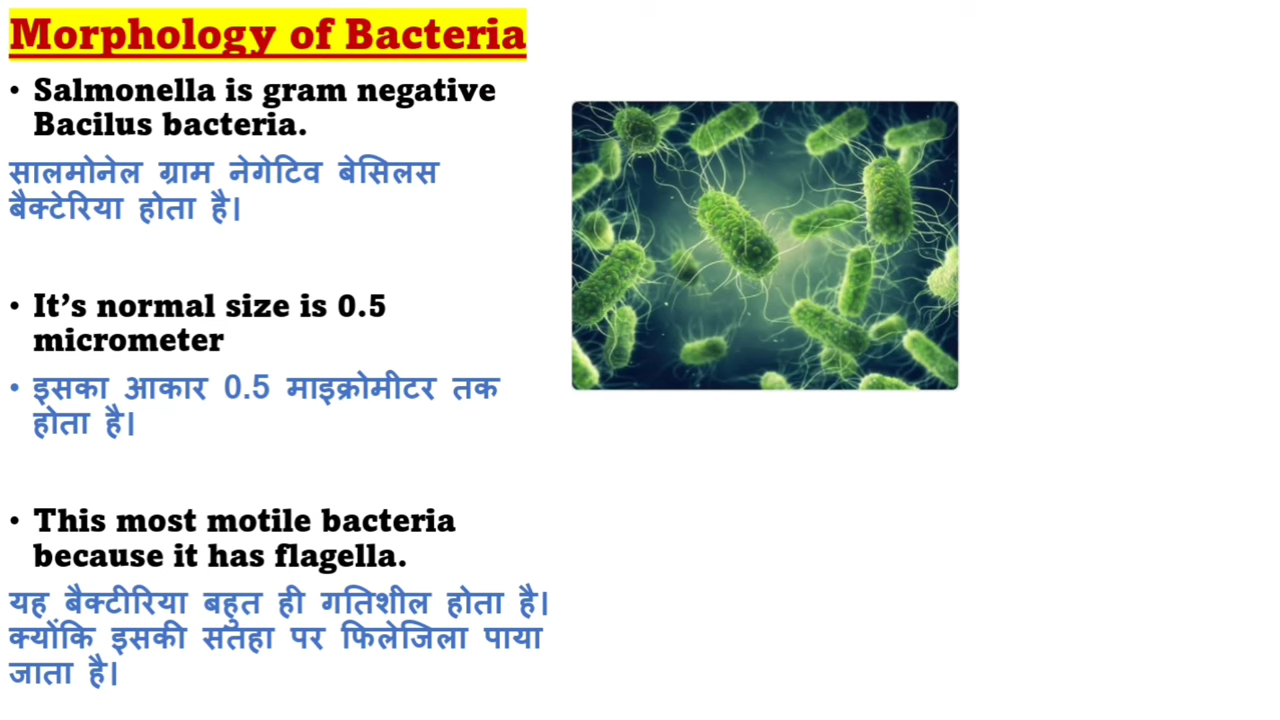 Morphology of Bacteria
• Salmonella is gram negative
Bacilus bacteria.
सालमोनेल ग्राम नेगेटिव बेसिलस
बैक्टेरिया होता है।
• It’s normal size is 0.5
micrometer
• इसका आकार 0.5 माइक्रोमीटर तक
होता है।
• This most motile bacteria
because it has flagella.
यह बैक्टीरिया बहुत ही गतिशील होता है।
क्योंकि इसकी सतहा पर फिलेजिला पाया
जाता है।